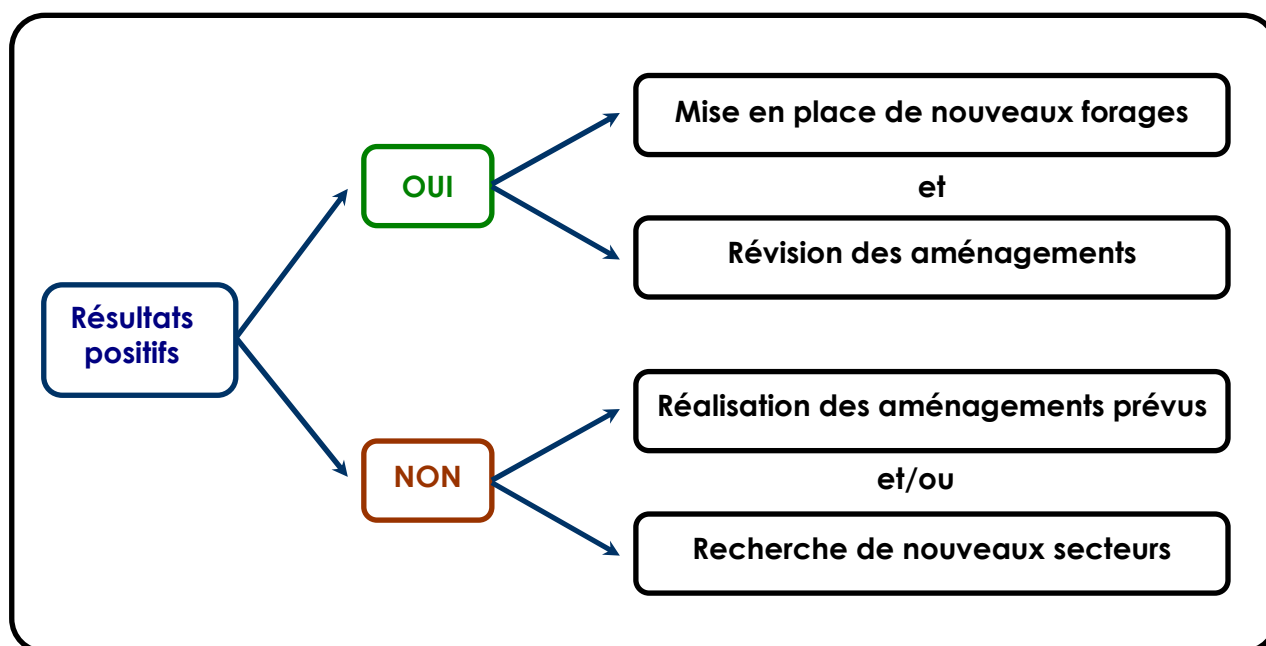 Mise en place de nouveaux forages
OUI
et
Révision des aménagements
Résultats
positifs
Réalisation des aménagements prévus
NON
et/ou
Recherche de nouveaux secteurs